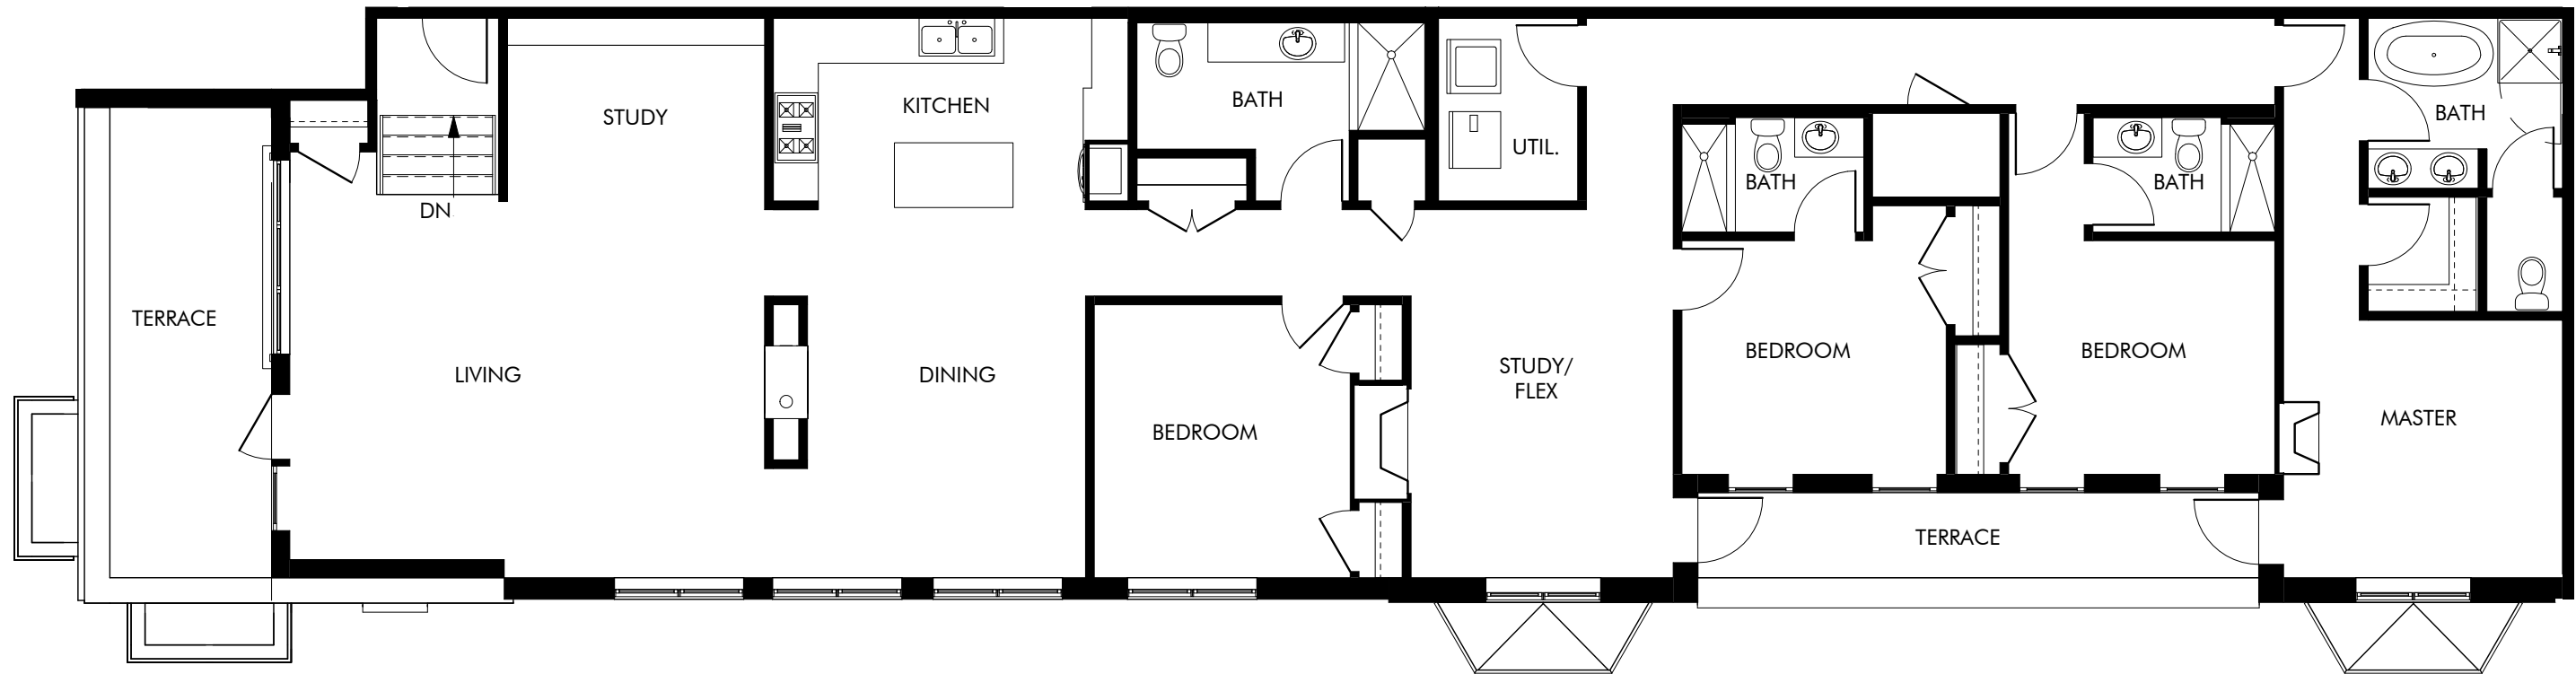 STUDY
KITCHEN
BATH
UTIL.
BATH
BATH
BATH
DN
TERRACE
LIVING
DINING
BEDROOM
STUDY/
FLEX
BEDROOM
BEDROOM
MASTER
TERRACE